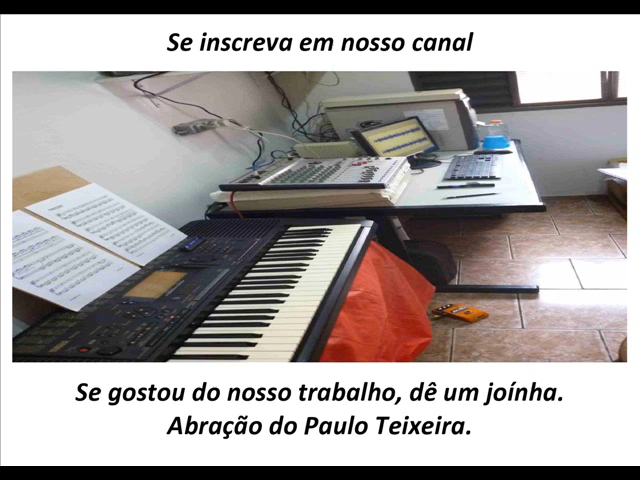 Se inscreva em nosso canal
Se gostou do nosso trabalho, dê um joínha.
Abração do Paulo Teixeira.